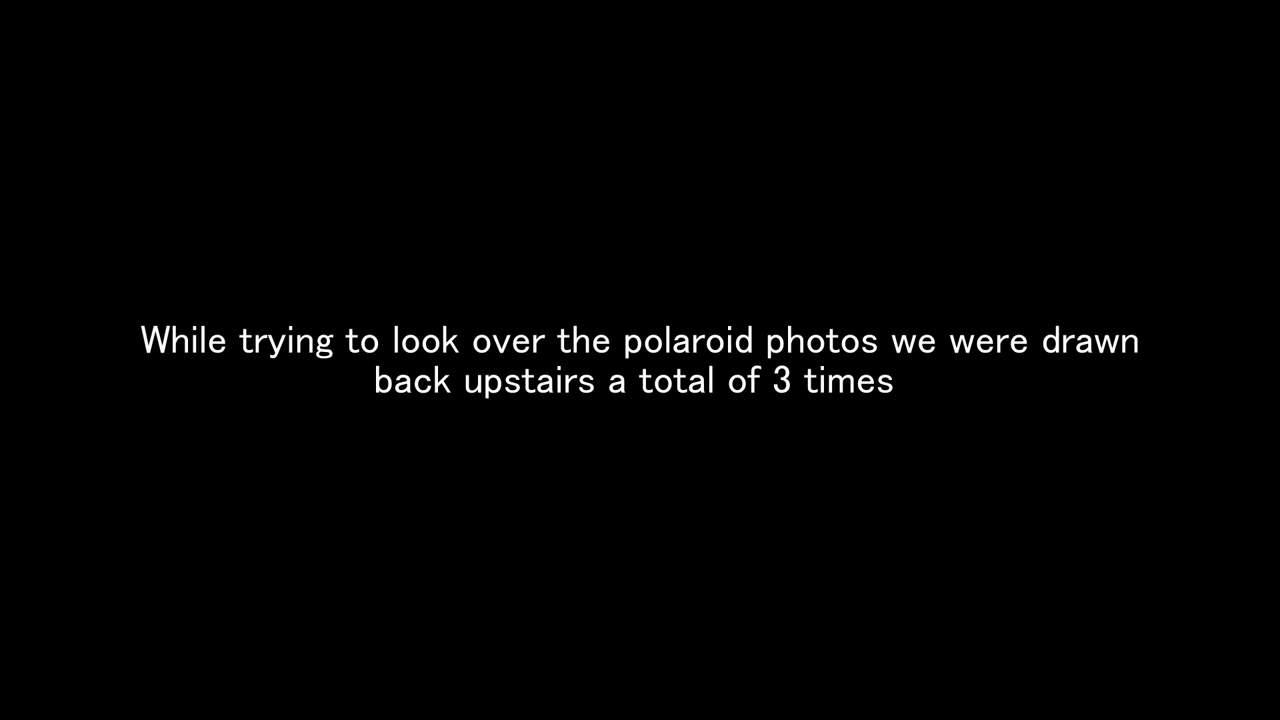 While trying to look over the polaroid photos we were drawn
back upstairs a total of 3 times